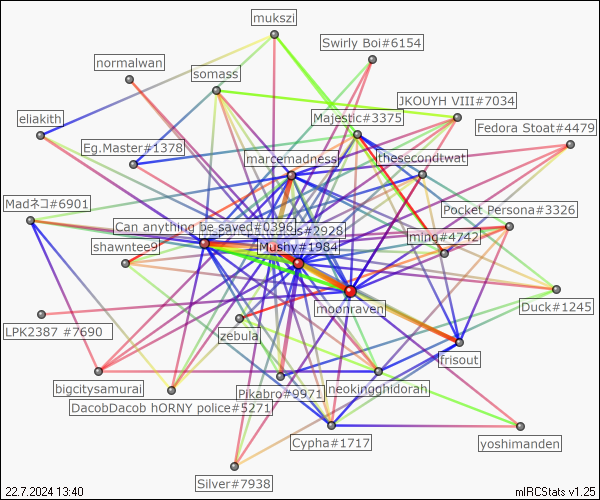 mukszi
Swirly Boi#6154
normalwan
somass
JKOUYH VIII#7034
Majestic#3375
eliakith
Fedora Stoat#4479
Eg.Master#1378
marcemadness
thesecondtwat
Madネコ#6901
Pocket Persona#3326
Can anything be saved#0396
#2928
ming#4742
shawntee9
Mushy#1984
Duck#1245
moonraven
LPK2387 #7690
zebula
frisout
bigcitysamurai
Pikabro#9971
neokingghidorah
DacobDacob hORNY police#5271
Cypha#1717
yoshimanden
Silver#7938
22.7.2024 13:40
mIRCStats v1.25